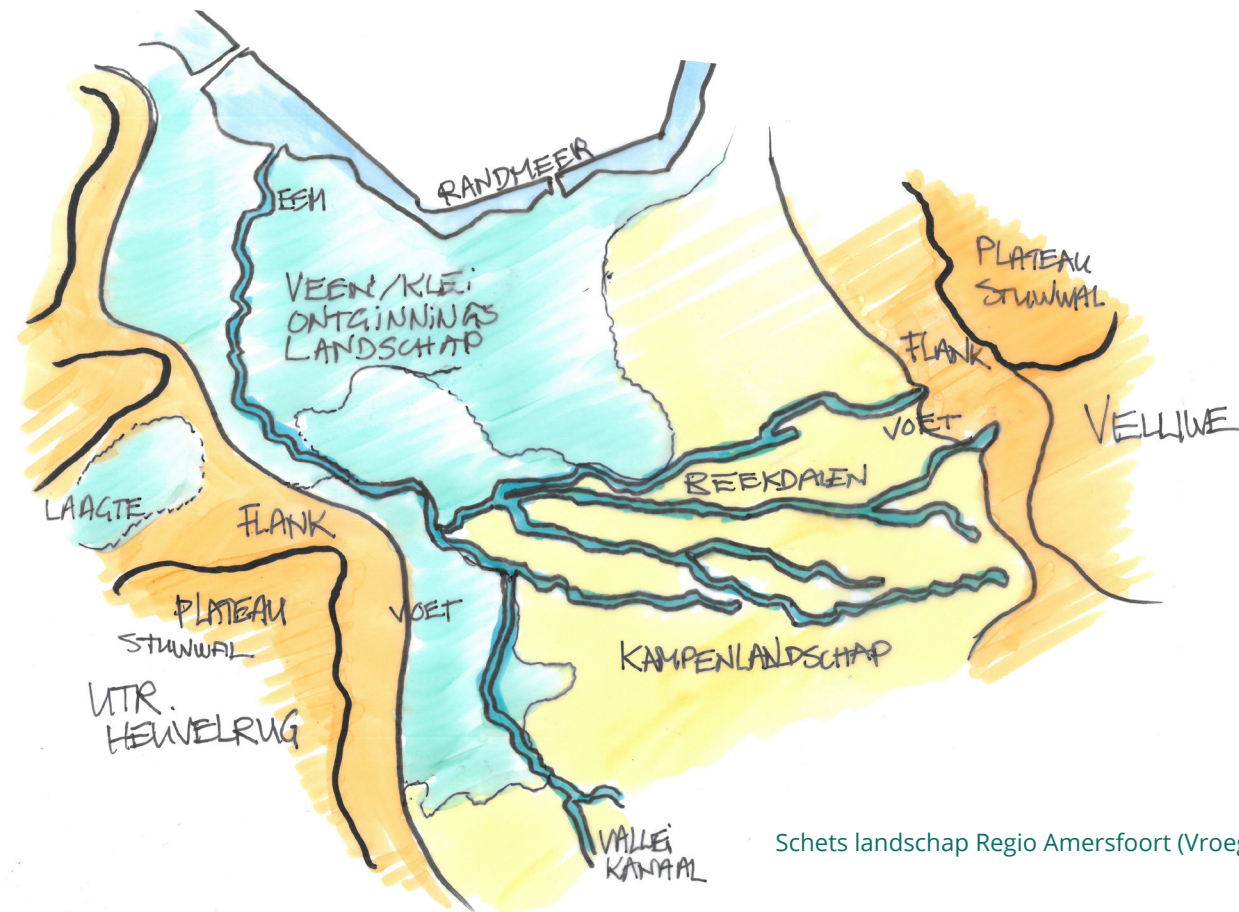 RANDMEER
EEM
VEEN/KLEI
ONTGINNINGS
LANDSCHAP
PLATEAU
STUWWAL
FLANK
VOET
VELUWE
BEEKDALEN
LAAGTE
FLANK
PLATEAU
STUWWAL
VOET
UTR.
HEUVELRUG
KAMPENLANDSCHAP
VALLEI
KANAAL
Schets landschap Regio Amersfoort (Vroeg